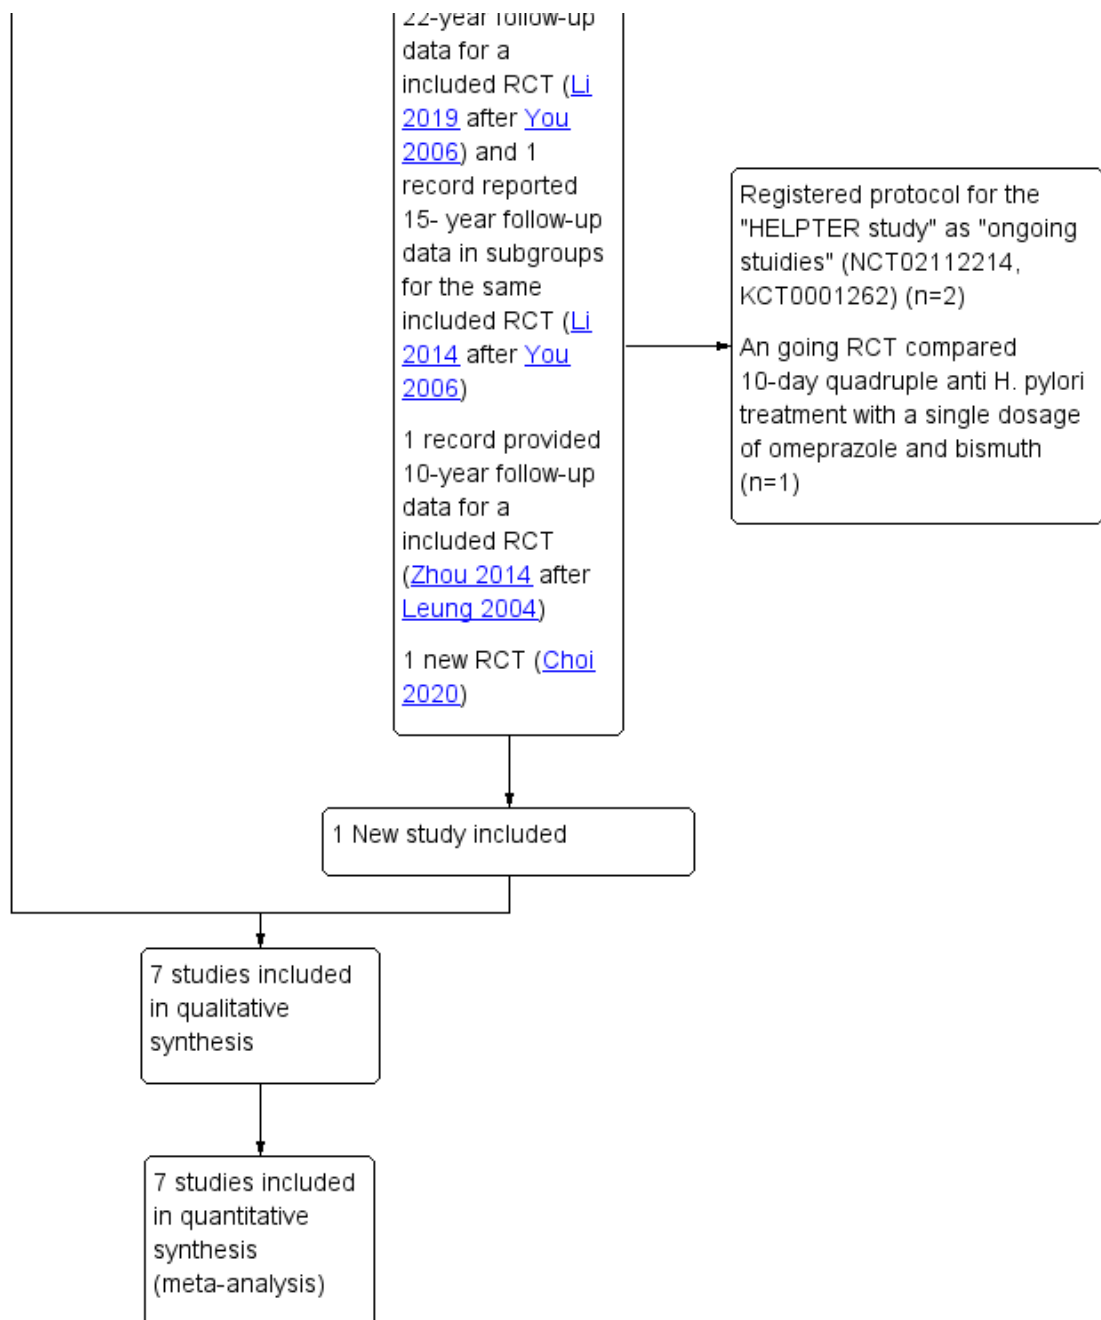 22-year follow-up
data for a
included RCT (Li
2019 after You
2006) and 1
record reported
15- year follow-up
data in subgroups
for the same
included RCT (Li
2014 after You
2006)
1 record provided
10-year follow-up
data for a
included RCT
(Zhou 2014 after
Leung 2004)
1 new RCT (Choi
2020)
Registered protocol for the
"HELPTER study" as "ongoing
stuidies" (NCT02112214,
KCT0001262) (n=2)
An going RCT compared
10-day quadruple anti H. pylori
treatment with a single dosage
of omeprazole and bismuth
(n=1)
1 New study included
7 studies included
in qualitative
synthesis
7 studies included
in quantitative
synthesis
(meta-analysis)